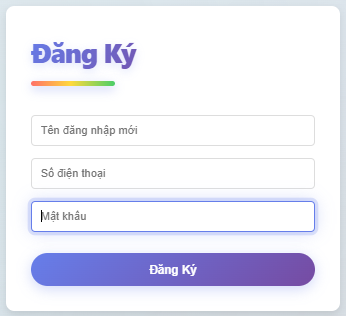 Đăng Ký
Tên đăng nhập mới
Số điện thoại
Mật khẩu
Đăng Ký